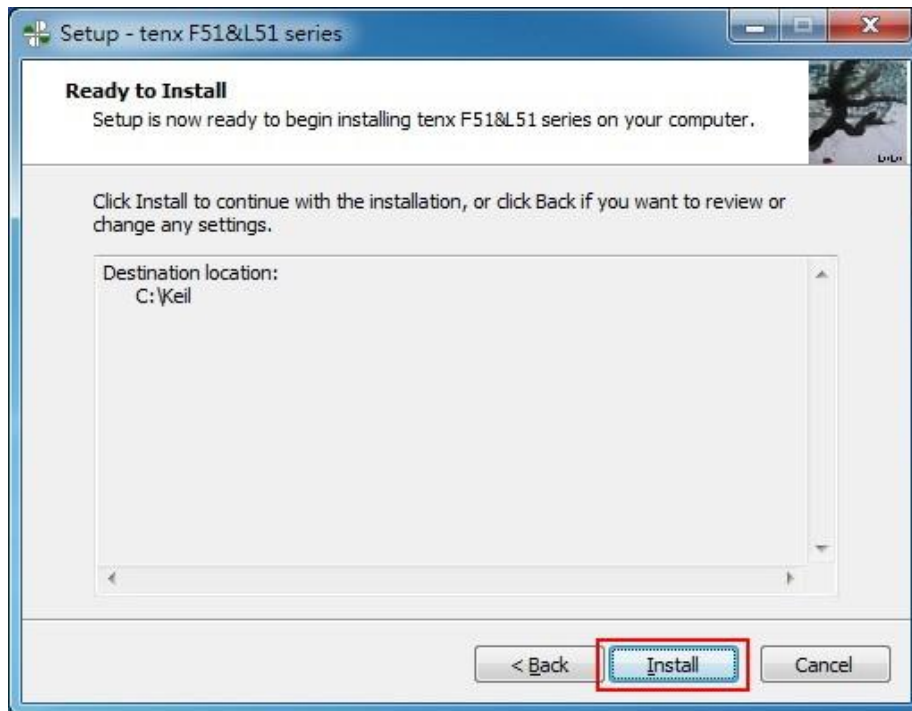 Setup - tenx F51&L51 series
Ready to Install
Setup is now ready to begin installing tenx F51&L51 series on your computer.
Click Install to continue with the installation, or click Back if you want to review or
change any settings.
Destination location:
C:\Keil
< Back
Install
Cancel